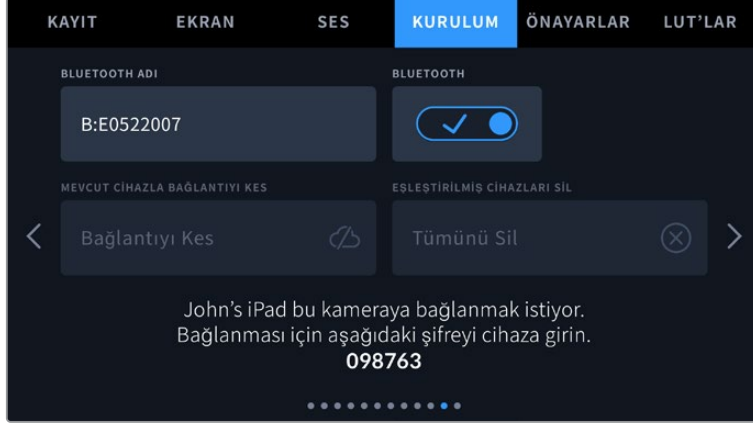 KAYIT EKRAN SES KURULUM ÖNAYARLAR LUT'LAR
BLUETOOTH ADI BLUETOOTH
B:E0522007
MEVCUT CİHAZLA BAĞLANTIYI KES EŞLEŞTİRİLMİŞ CİHAZLARI SİL
Bağlantıyı Kes Tümünü Sil
John's iPad bu kameraya bağlanmak istiyor.
Bağlanması için aşağıdaki şifreyi cihaza girin.
098763